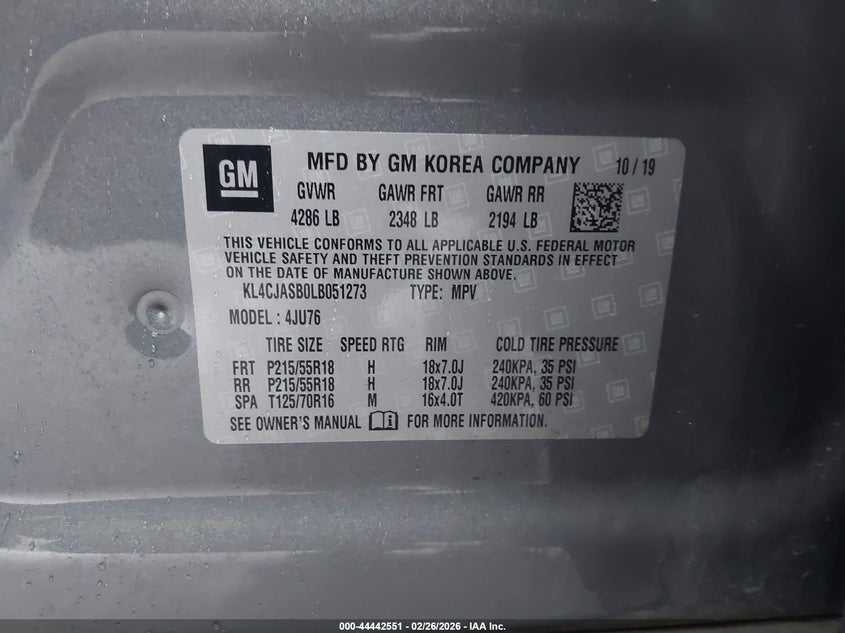 GM
MFD BY GM KOREA COMPANY 10 / 19
GVWR GAWR FRT GAWR RR
4286 LB 2348 LB 2194 LB
THIS VEHICLE CONFORMS TO ALL APPLICABLE U.S. FEDERAL MOTOR
VEHICLE SAFETY AND THEFT PREVENTION STANDARDS IN EFFECT
ON THE DATE OF MANUFACTURE SHOWN ABOVE.
KL4CJASB0LB051273 TYPE: MPV
MODEL : 4JU76
TIRE SIZE SPEED RTG RIM COLD TIRE PRESSURE
FRT P215/55R18 H 18x7.0J 240KPA, 35 PSI
RR P215/55R18 H 18x7.0J 240KPA, 35 PSI
SPA T125/70R16 M 16x4.0T 420KPA, 60 PSI
SEE OWNER'S MANUAL FOR MORE INFORMATION.
000-44442551 - 02/26/2026 - IAA Inc.